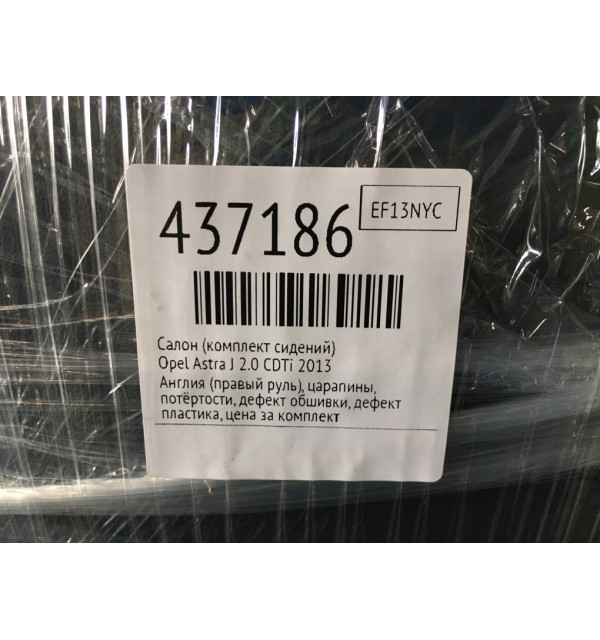 437186
EF13NYC
Салон (комплект сидений)
Opel Astra J 2.0 CDTi 2013
Англия (правый руль), царапины,
потёртости, дефект обшивки, дефект
пластика, цена за комплект